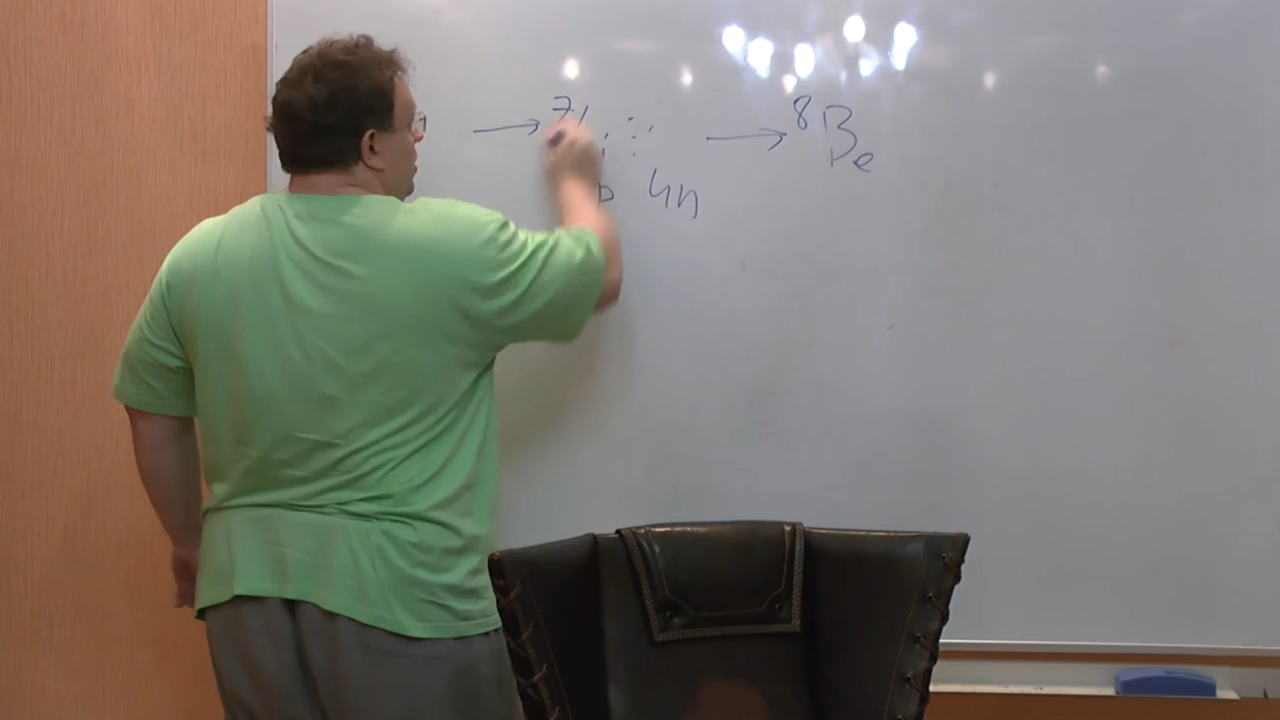 → 7Li → 8Be
p 4n